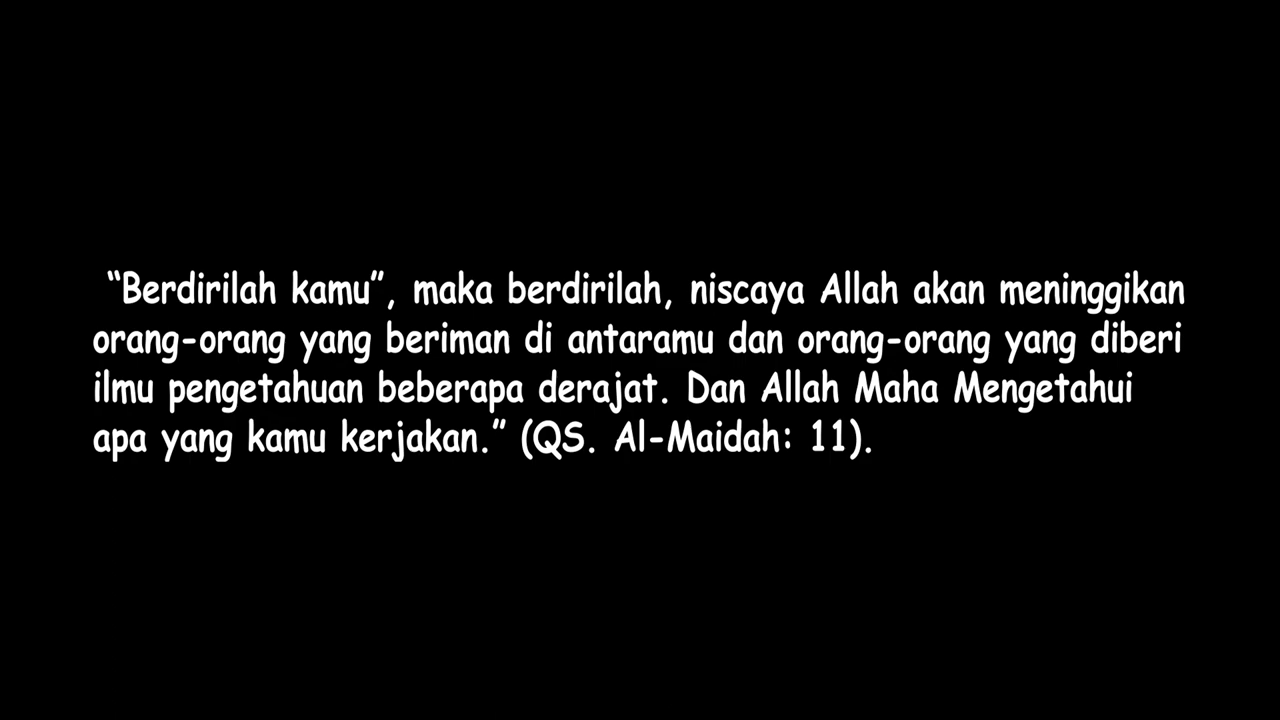 “Berdirilah kamu”, maka berdirilah, niscaya Allah akan meninggikan
orang-orang yang beriman di antaramu dan orang-orang yang diberi
ilmu pengetahuan beberapa derajat. Dan Allah Maha Mengetahui
apa yang kamu kerjakan.” (QS. Al-Maidah: 11).